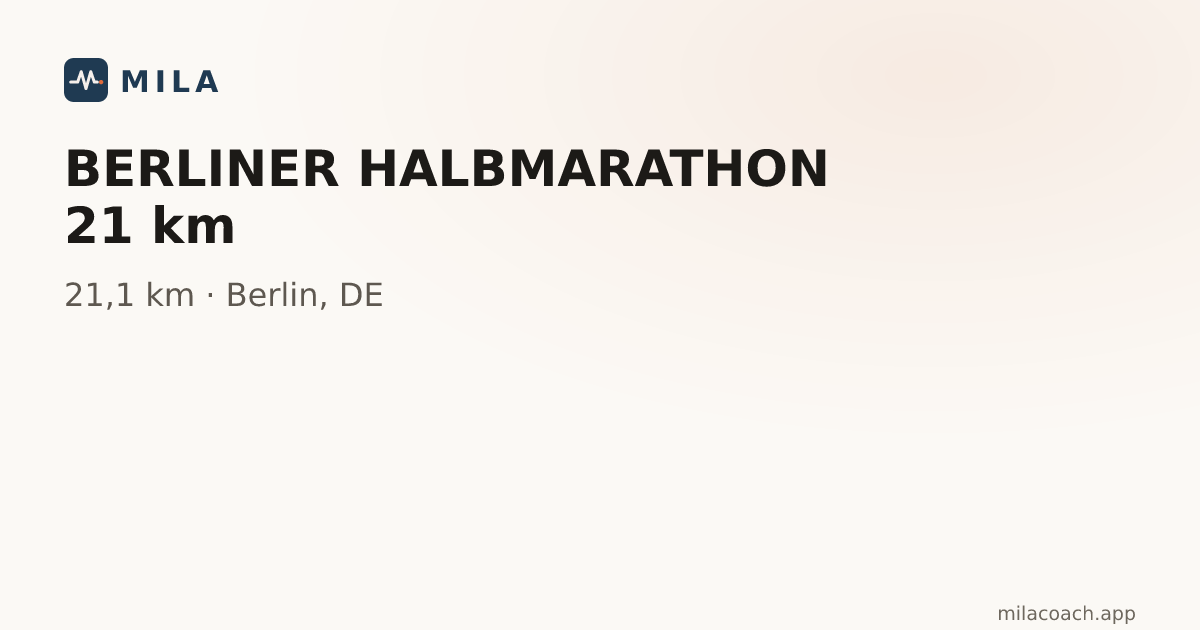 MILA
BERLINER HALBMARATHON
21 km
21,1 km · Berlin, DE
milacoach.app